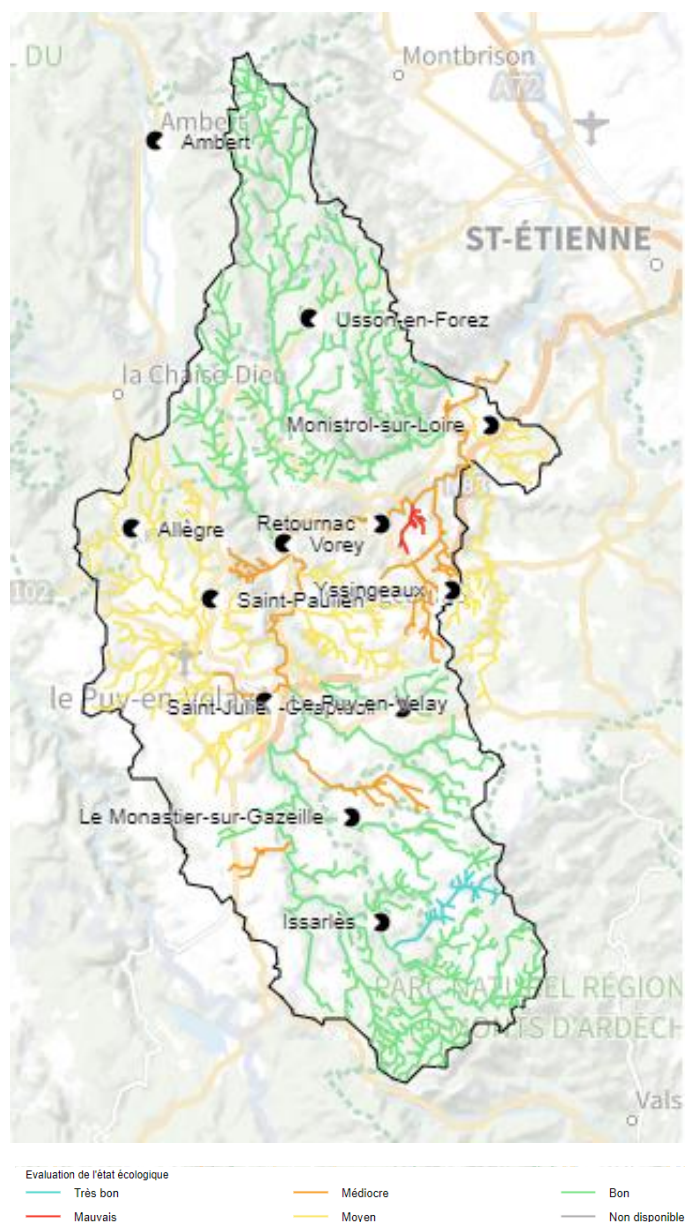 DU
Montbrison
A72
Ambert
Ambert
ST-ÉTIENNE
Usson-en-Forez
la Chaise-Dieu
Monistrol-sur-Loire
Retournac
Allègre
Vorey
102
Yssingeaux
Saint-Paulien
le Puy-en-Velay
Le-Puy-en-Velay
Le Monastier-sur-Gazeille
Issarlès
PARC NATUREL RÉGION
MONTS D'ARDÈCH
Vals
Evaluation de l'état écologique
Très bon
Médiocre
Bon
Mauvais
Moyen
Non disponible